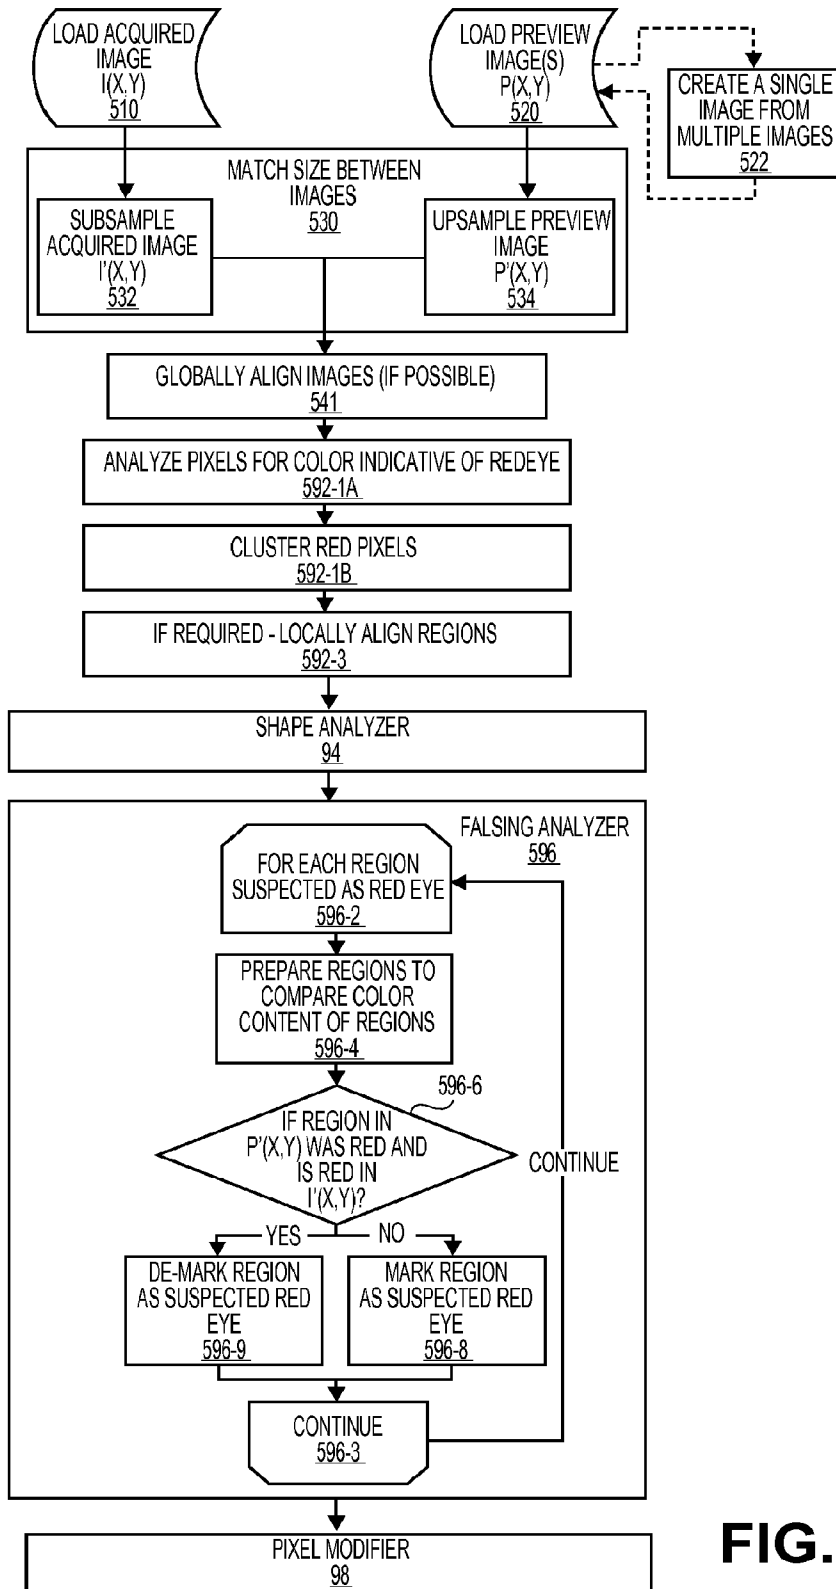 LOAD ACQUIRED
IMAGE
I(X,Y)
510
LOAD PREVIEW
IMAGE(S)
P(X,Y)
520
CREATE A SINGLE
IMAGE FROM
MULTIPLE IMAGES
522
MATCH SIZE BETWEEN
IMAGES
530
SUBSAMPLE
ACQUIRED IMAGE
I'(X,Y)
532
UPSAMPLE PREVIEW
IMAGE
P'(X,Y)
534
GLOBALLY ALIGN IMAGES (IF POSSIBLE)
541
ANALYZE PIXELS FOR COLOR INDICATIVE OF REDEYE
592-1A
CLUSTER RED PIXELS
592-1B
IF REQUIRED - LOCALLY ALIGN REGIONS
592-3
SHAPE ANALYZER
94
FALSING ANALYZER
596
FOR EACH REGION
SUSPECTED AS RED EYE
596-2
PREPARE REGIONS TO
COMPARE COLOR
CONTENT OF REGIONS
596-4
596-6
IF REGION IN
P'(X,Y) WAS RED AND
IS RED IN
I'(X,Y)?
CONTINUE
YES
NO
DE-MARK REGION
AS SUSPECTED RED
EYE
596-9
MARK REGION
AS SUSPECTED RED
EYE
596-8
CONTINUE
596-3
PIXEL MODIFIER
98
FIG.